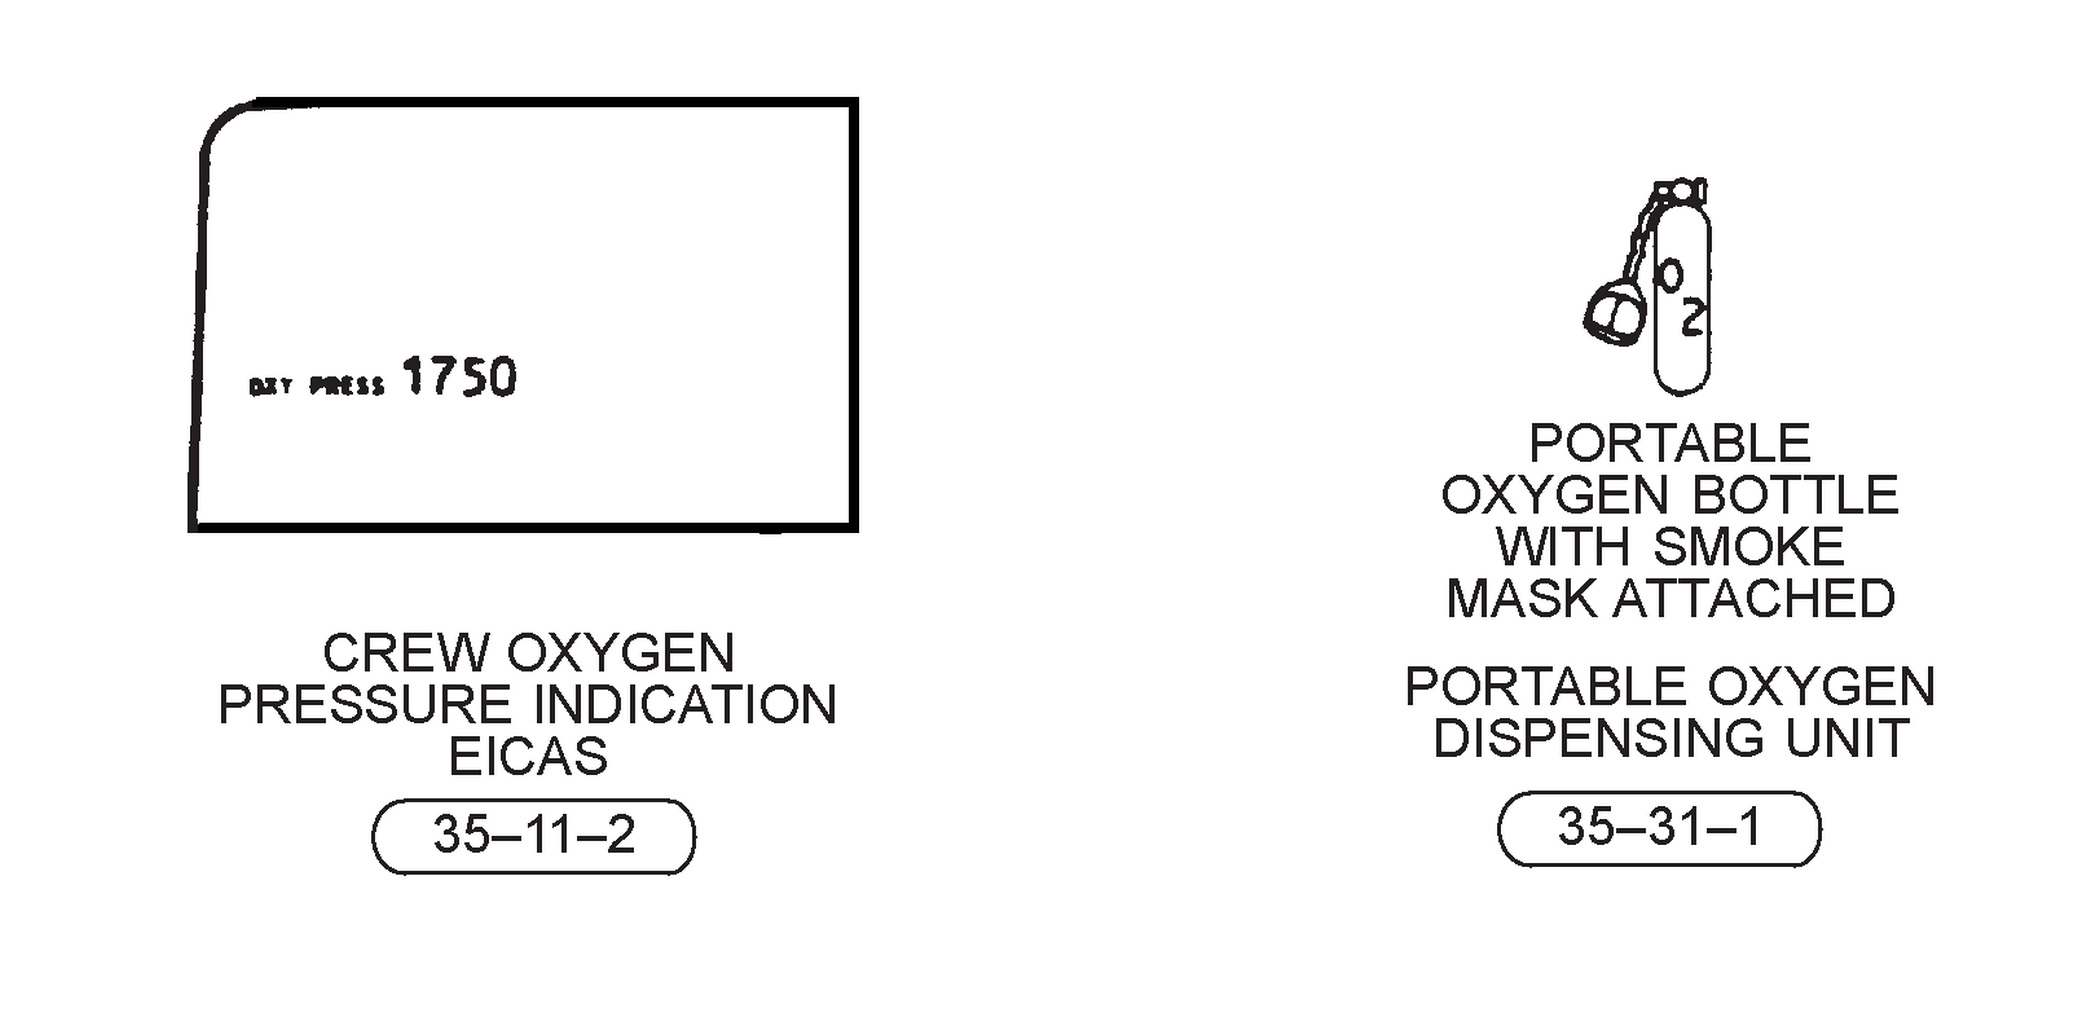 OXY PRESS 1750
CREW OXYGEN
PRESSURE INDICATION
EICAS
35–11–2
O
2
PORTABLE
OXYGEN BOTTLE
WITH SMOKE
MASK ATTACHED
PORTABLE OXYGEN
DISPENSING UNIT
35–31–1